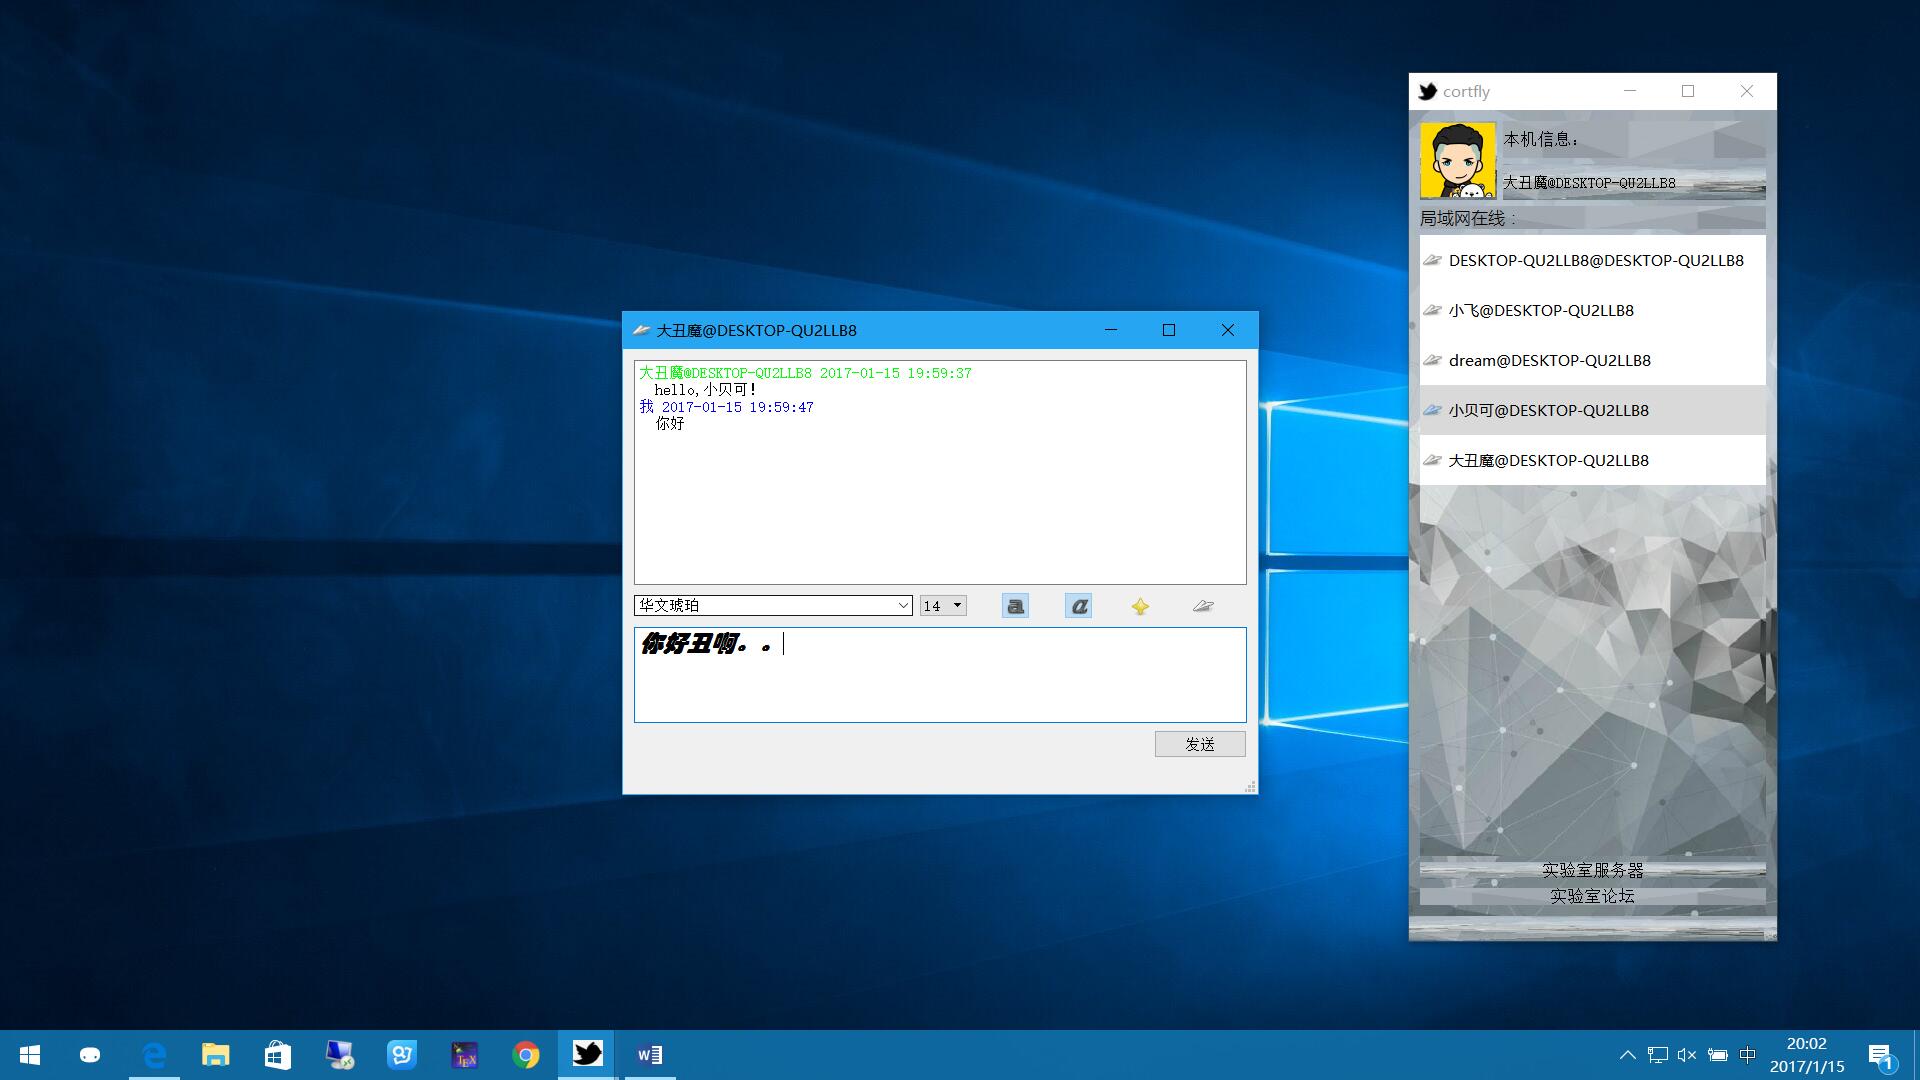 cortfly
本机信息：
大丑魔@DESKTOP-QU2LLB8
局域网在线：
DESKTOP-QU2LLB8@DESKTOP-QU2LLB8
小飞@DESKTOP-QU2LLB8
dream@DESKTOP-QU2LLB8
小贝可@DESKTOP-QU2LLB8
大丑魔@DESKTOP-QU2LLB8
实验室服务器
实验室论坛
大丑魔@DESKTOP-QU2LLB8
大丑魔@DESKTOP-QU2LLB8 2017-01-15 19:59:37
hello,小贝可!
我 2017-01-15 19:59:47
你好
华文琥珀 14 a a
你好丑啊。。
发送
TEX
W
中
20:02
2017/1/15
1